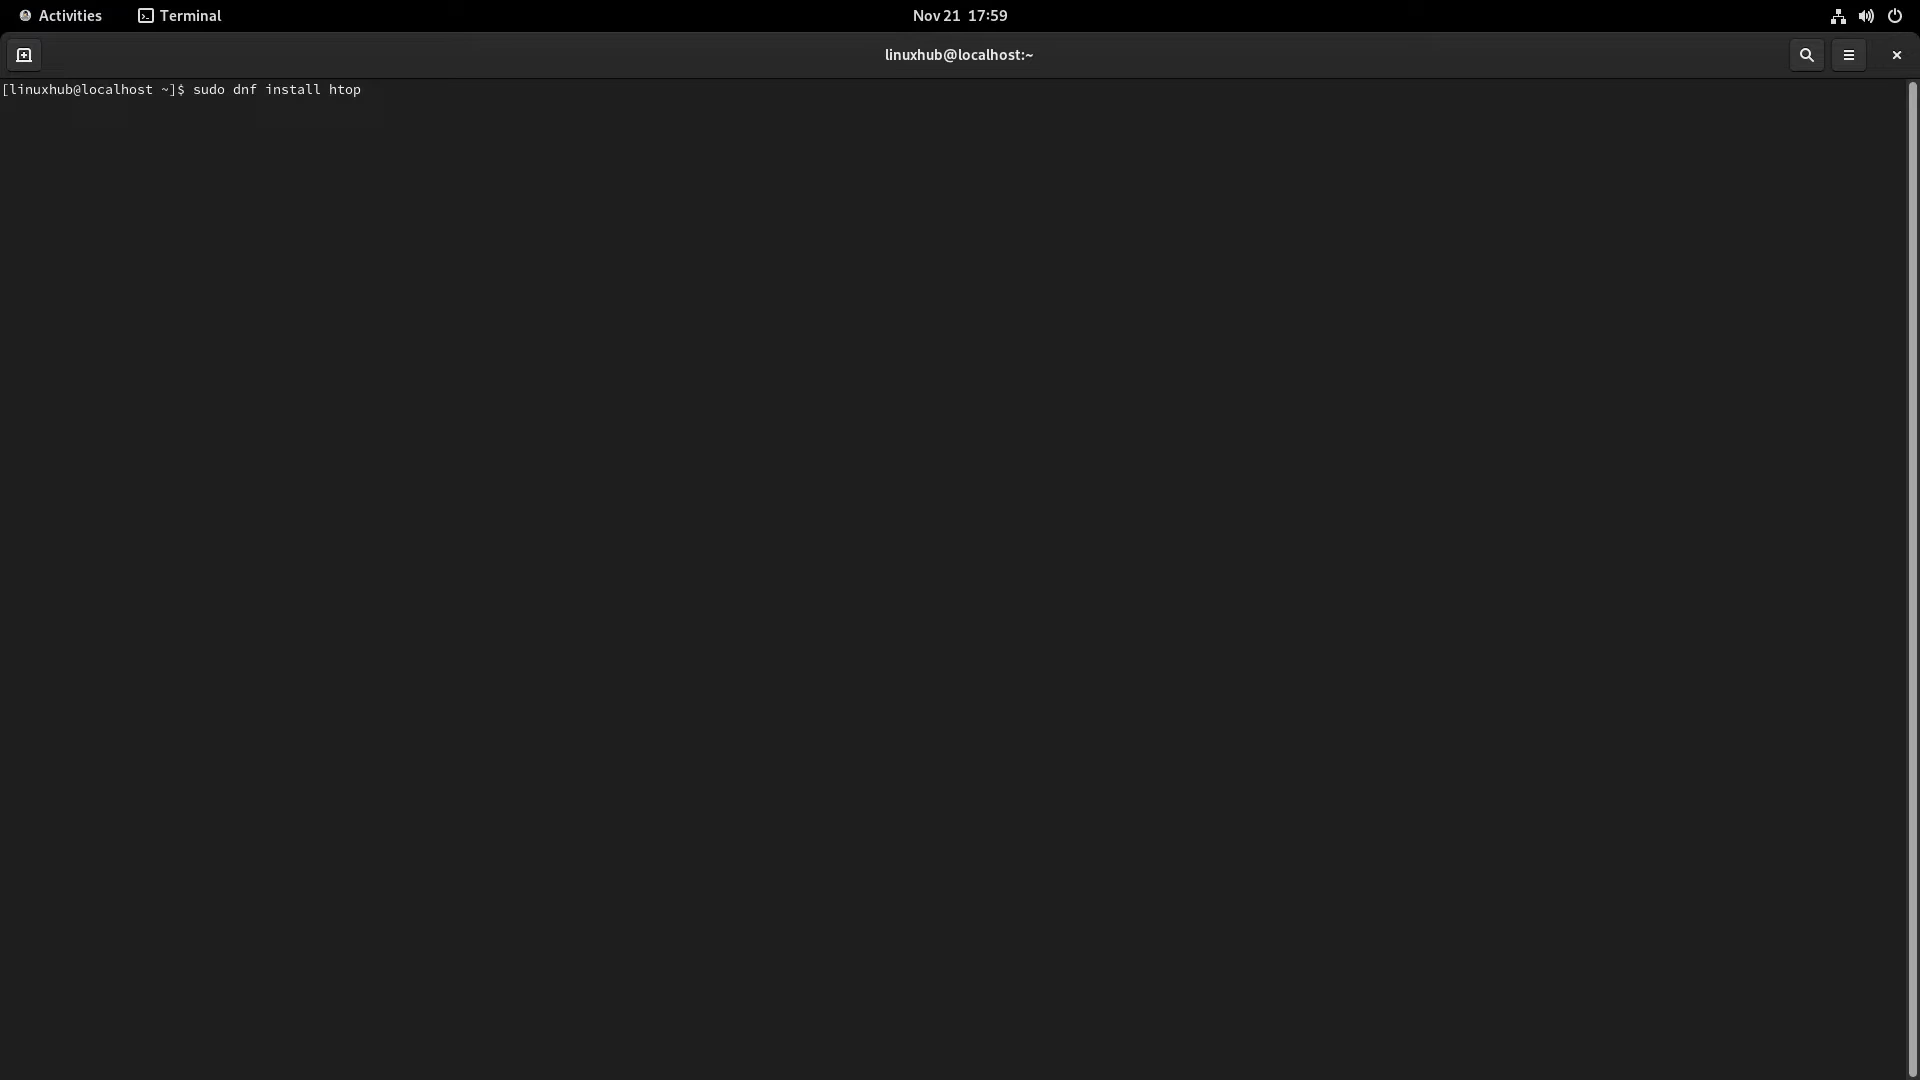 Activities Terminal Nov 21 17:59
linuxhub@localhost:~
[linuxhub@localhost ~]$ sudo dnf install htop